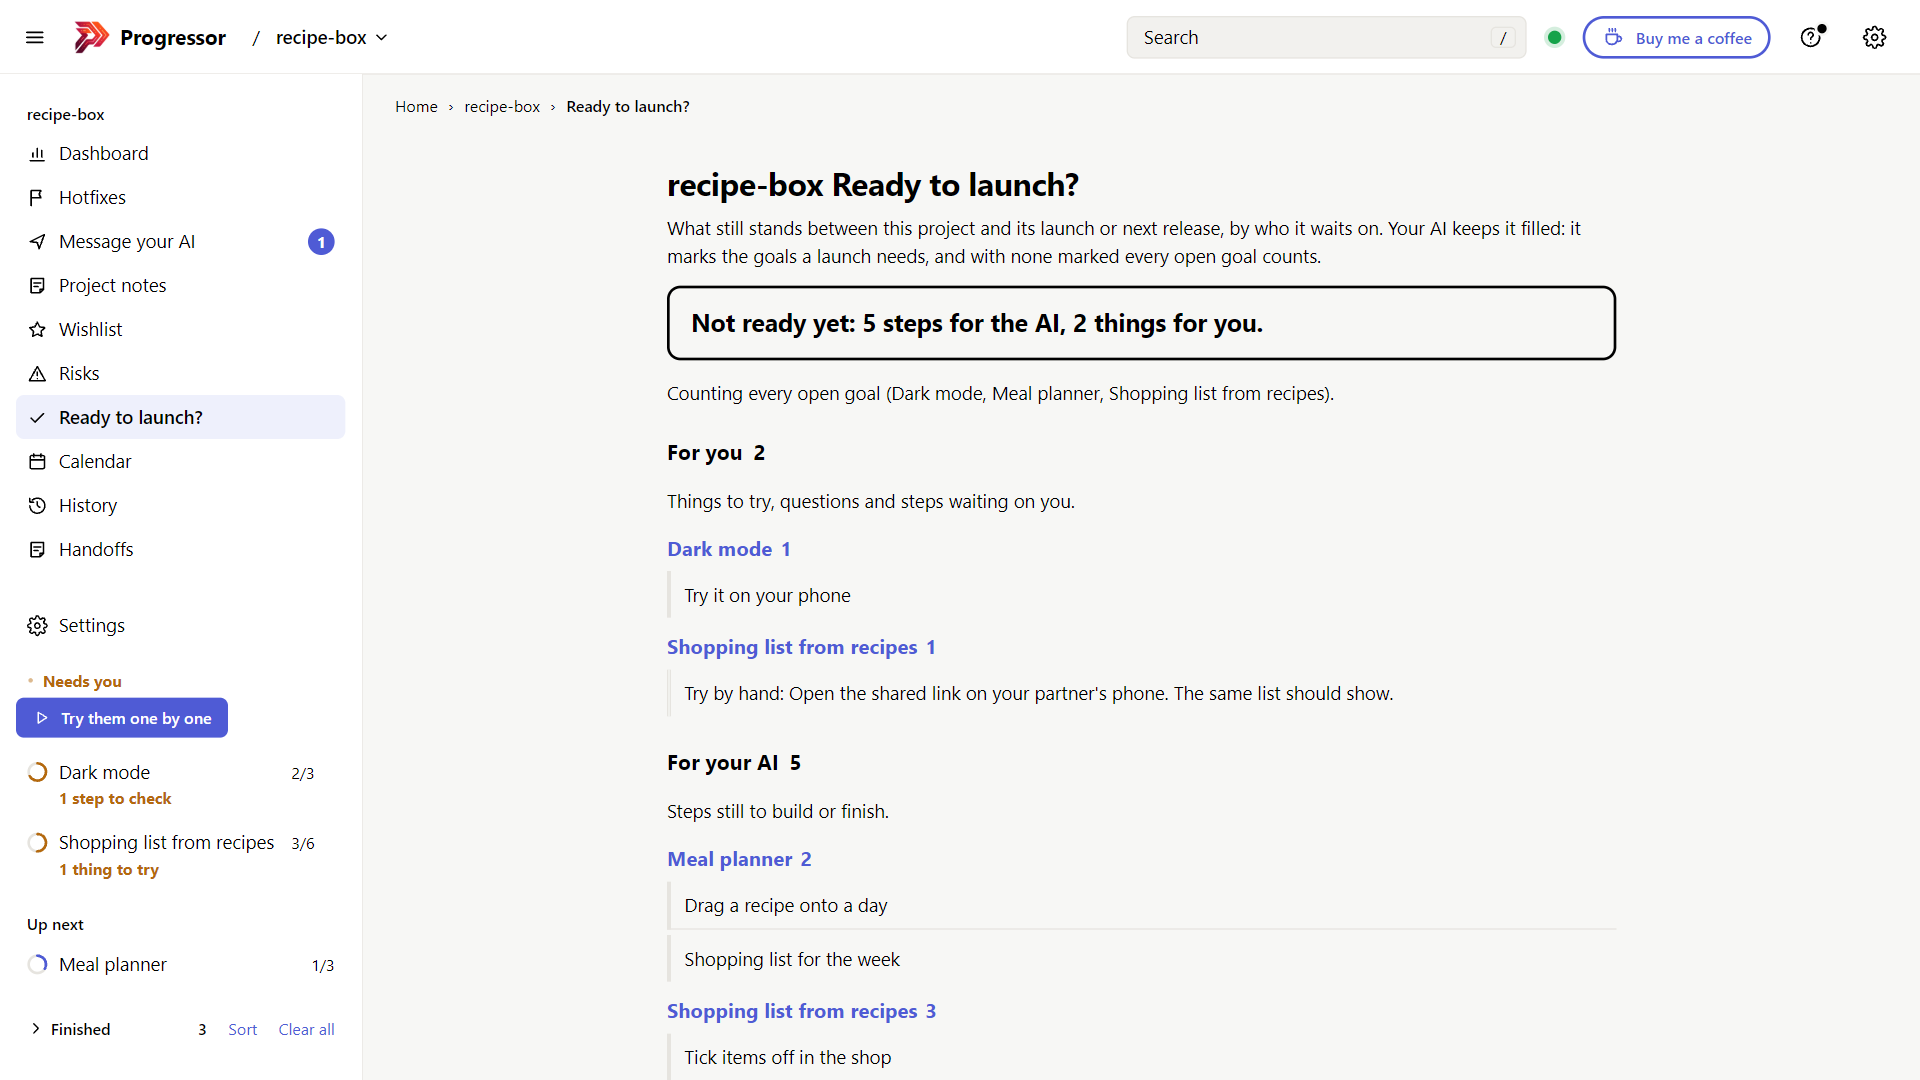 Progressor / recipe-box
Search /
Buy me a coffee
recipe-box
Dashboard
Hotfixes
Message your AI 1
Project notes
Wishlist
Risks
Ready to launch?
Calendar
History
Handoffs
Settings
Needs you
Try them one by one
Dark mode 2/3
1 step to check
Shopping list from recipes 3/6
1 thing to try
Up next
Meal planner 1/3
Finished 3 Sort Clear all
Home › recipe-box › Ready to launch?
recipe-box Ready to launch?
What still stands between this project and its launch or next release, by who it waits on. Your AI keeps it filled: it
marks the goals a launch needs, and with none marked every open goal counts.
Not ready yet: 5 steps for the AI, 2 things for you.
Counting every open goal (Dark mode, Meal planner, Shopping list from recipes).
For you 2
Things to try, questions and steps waiting on you.
Dark mode 1
Try it on your phone
Shopping list from recipes 1
Try by hand: Open the shared link on your partner's phone. The same list should show.
For your AI 5
Steps still to build or finish.
Meal planner 2
Drag a recipe onto a day
Shopping list for the week
Shopping list from recipes 3
Tick items off in the shop